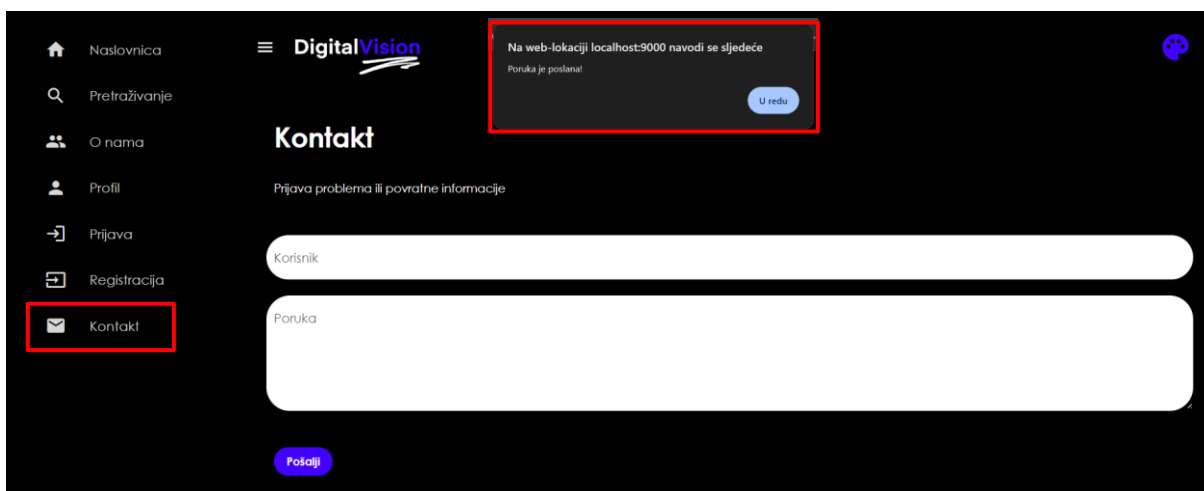 Naslovnica
Pretraživanje
O nama
Profil
Prijava
Registracija
Kontakt
DigitalVision
Na web-lokaciji localhost:9000 navodi se sljedeće
Poruka je poslana!
U redu
Kontakt
Prijava problema ili povratne informacije
Korisnik
Poruka
Pošalji